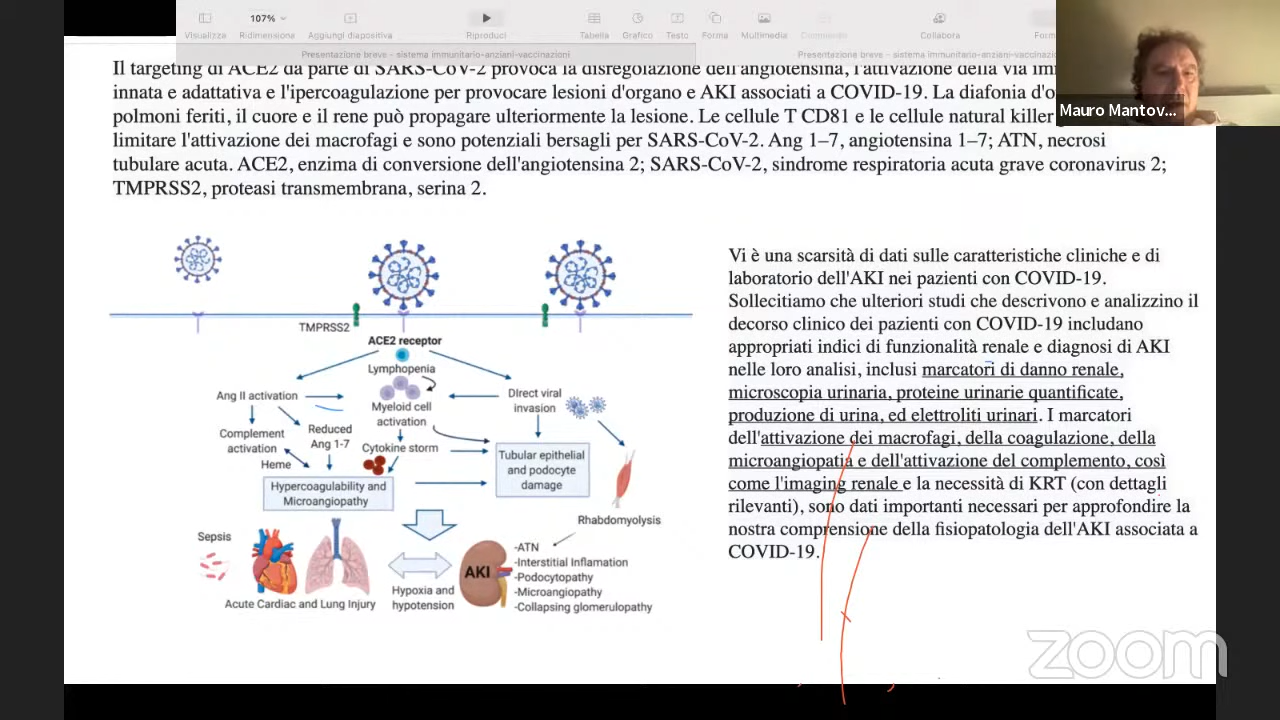 107%
Visualizza
Ridimensiona
Aggiungi diapositiva
Riproduci
Tabella
Grafico
Testo
Forma
Multimedia
Commento
Collabora
Form
Presentazione breve - sistema immunitario-anziani-vaccinazioni
Presentazione breve - sistema immunitario-anziani-vaccinazioni
Mauro Mantov...
Il targeting di ACE2 da parte di SARS-CoV-2 provoca la disregolazione dell'angiotensina, l'attivazione della via im
innata e adattativa e l'ipercoagulazione per provocare lesioni d'organo e AKI associati a COVID-19. La diafonia d'o
polmoni feriti, il cuore e il rene può propagare ulteriormente la lesione. Le cellule T CD81 e le cellule natural killer
limitare l'attivazione dei macrofagi e sono potenziali bersagli per SARS-CoV-2. Ang 1–7, angiotensina 1–7; ATN, necrosi
tubulare acuta. ACE2, enzima di conversione dell'angiotensina 2; SARS-CoV-2, sindrome respiratoria acuta grave coronavirus 2;
TMPRSS2, proteasi transmembrana, serina 2.
TMPRSS2
ACE2 receptor
Lymphopenia
Ang II activation
Myeloid cell
activation
DIrect viral
invasion
Complement
activation
Reduced
Ang 1-7
Cytokine storm
Heme
Tubular epithelial
and podocyte
damage
Hypercoagulability and
Microangiopathy
Rhabdomyolysis
Sepsis
Acute Cardiac and Lung Injury
Hypoxia and
hypotension
AKI
-ATN
-Interstitial Inflamation
-Podocytopathy
-Microangiopathy
-Collapsing glomerulopathy
Vi è una scarsità di dati sulle caratteristiche cliniche e di
laboratorio dell'AKI nei pazienti con COVID-19.
Sollecitiamo che ulteriori studi che descrivono e analizzino il
decorso clinico dei pazienti con COVID-19 includano
appropriati indici di funzionalità renale e diagnosi di AKI
nelle loro analisi, inclusi marcatori di danno renale,
microscopia urinaria, proteine urinarie quantificate,
produzione di urina, ed elettroliti urinari. I marcatori
dell'attivazione dei macrofagi, della coagulazione, della
microangiopatia e dell'attivazione del complemento, così
come l'imaging renale e la necessità di KRT (con dettagli
rilevanti), sono dati importanti necessari per approfondire la
nostra comprensione della fisiopatologia dell'AKI associata a
COVID-19.
zoom